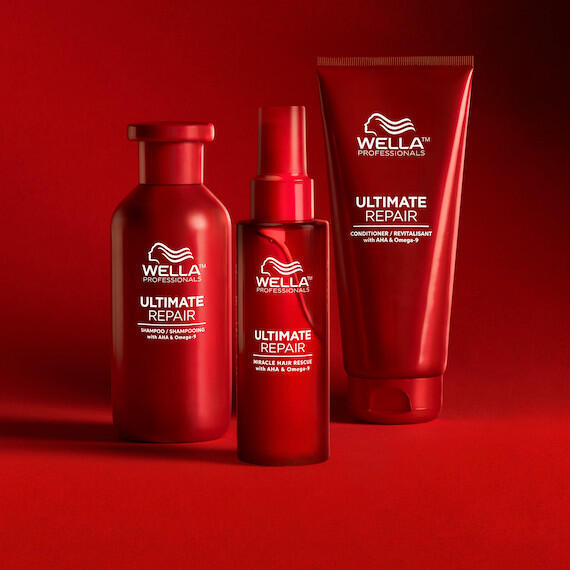 WELLA™
PROFESSIONALS
ULTIMATE
REPAIR
SHAMPOO / SHAMPOOING
with AHA & Omega-9
WELLA™
PROFESSIONALS
ULTIMATE
REPAIR
MIRACLE HAIR RESCUE
with AHA & Omega-9
WELLA™
PROFESSIONALS
ULTIMATE
REPAIR
CONDITIONER / REVITALISANT
with AHA & Omega-9